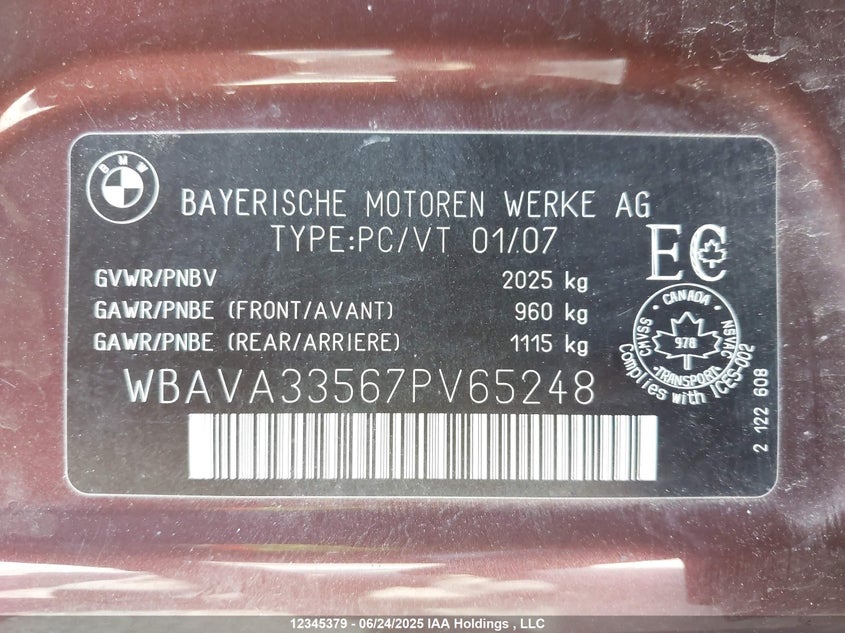 BMW
BAYERISCHE MOTOREN WERKE AG
TYPE:PC/VT 01/07
EC
GVWR/PNBV 2025 kg
GAWR/PNBE (FRONT/AVANT) 960 kg
GAWR/PNBE (REAR/ARRIERE) 1115 kg
CANADA
CMVSS
NSVAC
978
TRANSPORT
Complies with ICES-002
WBAVA33567PV65248
2 122 608
12345379 - 06/24/2025 IAA Holdings , LLC